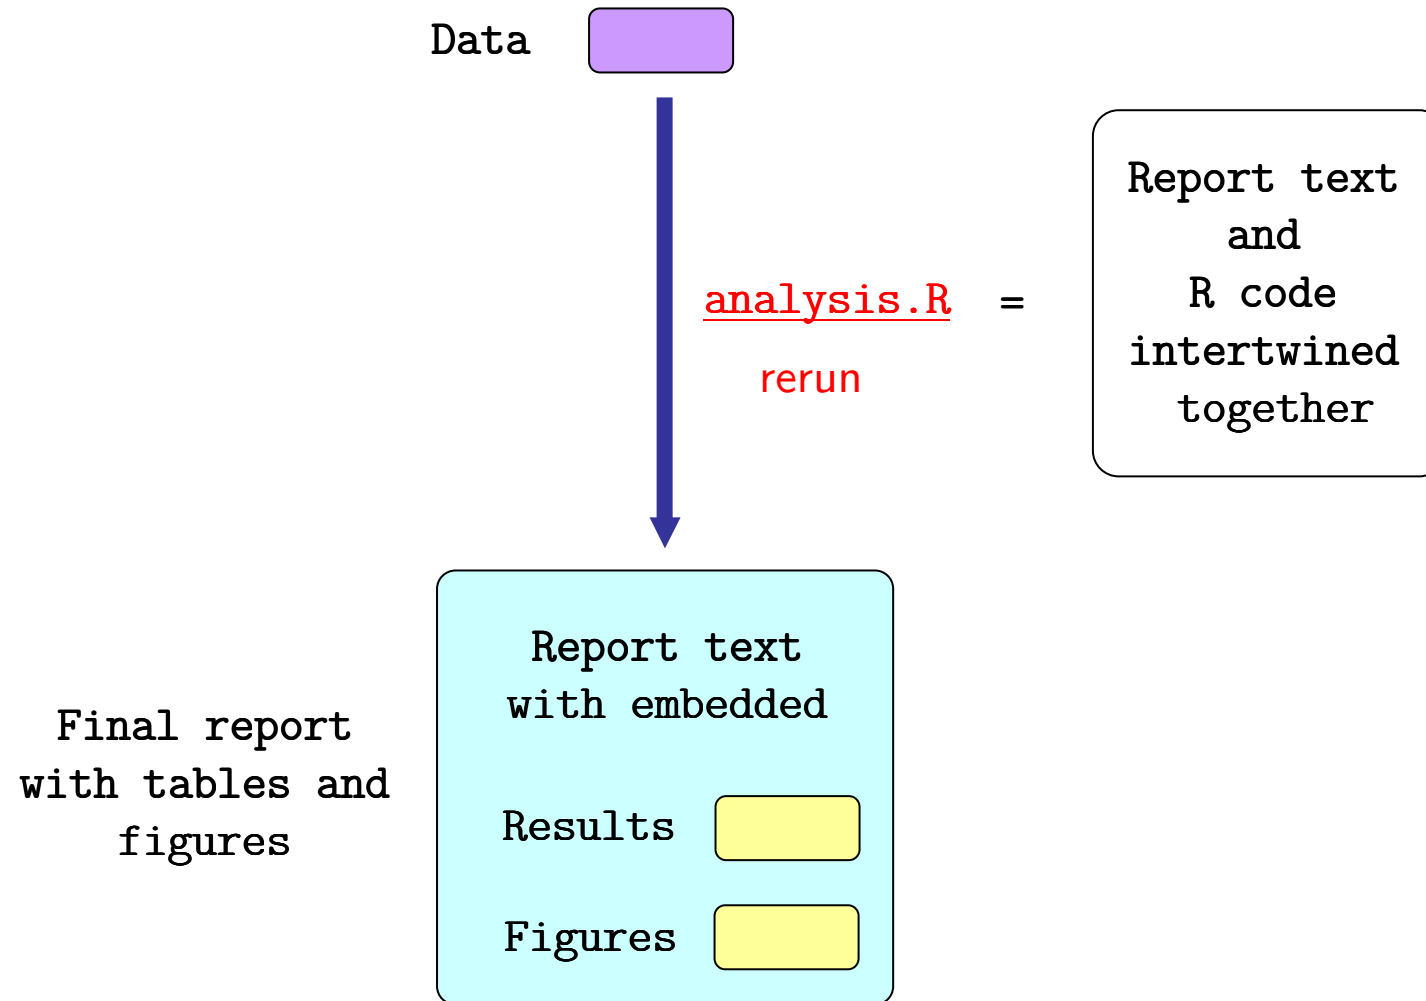 Data
Report text
and
R code
intertwined
together
analysis.R =
rerun
Report text
with embedded
Final report
with tables and
figures
Results
Figures